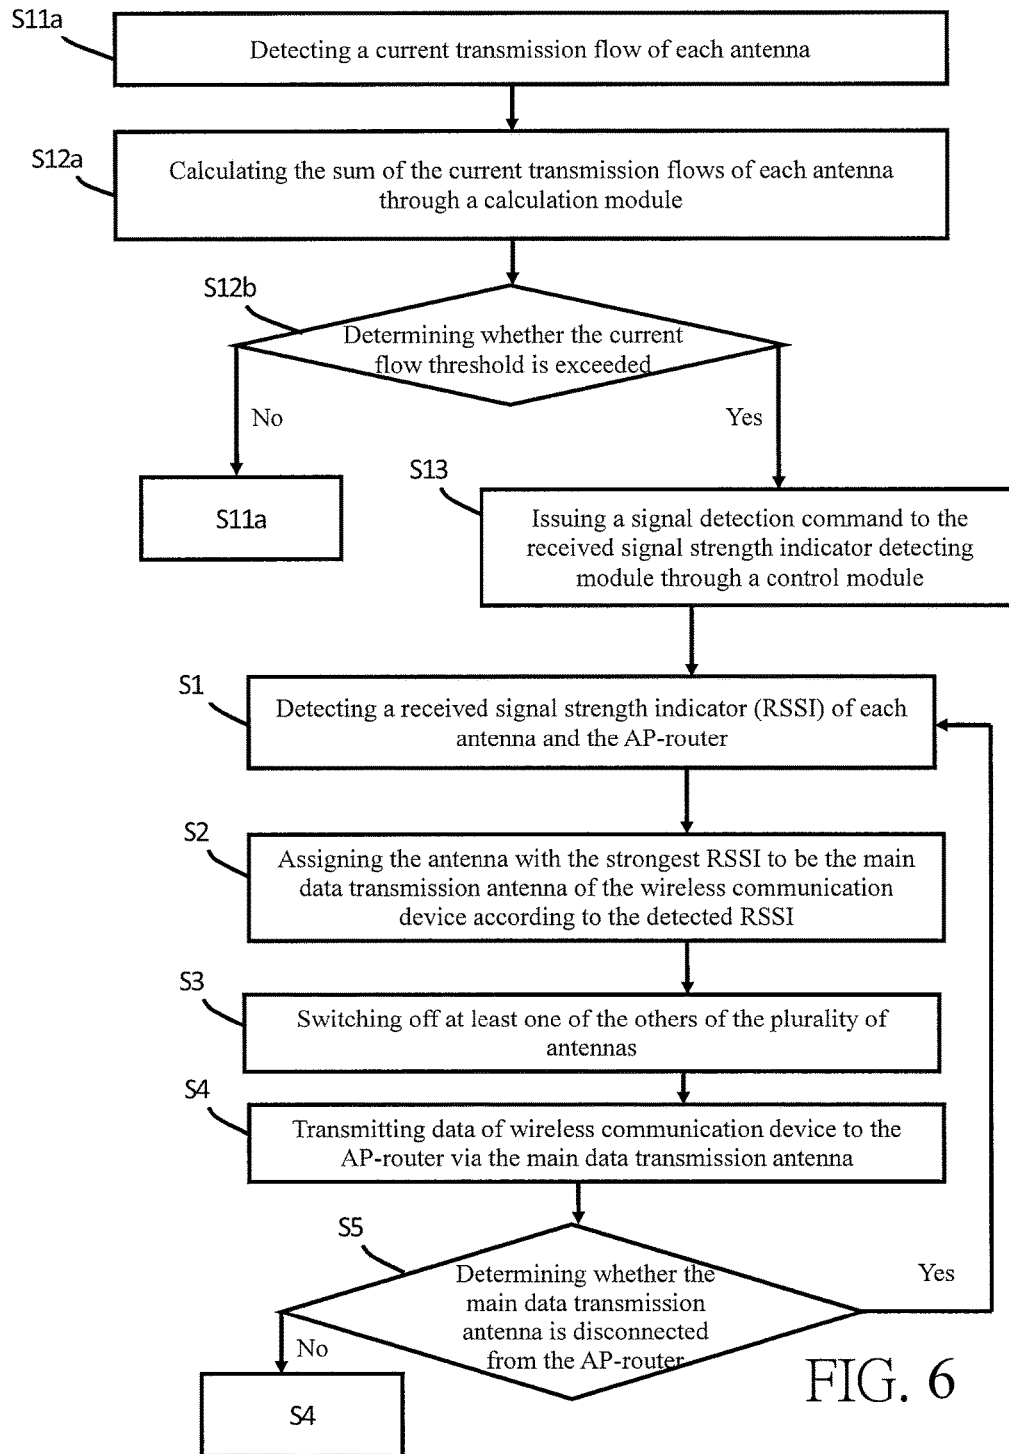 S11a
Detecting a current transmission flow of each antenna
S12a
Calculating the sum of the current transmission flows of each antenna
through a calculation module
S12b
Determining whether the current
flow threshold is exceeded
No
Yes
S11a
S13
Issuing a signal detection command to the
received signal strength indicator detecting
module through a control module
S1
Detecting a received signal strength indicator (RSSI) of each
antenna and the AP-router
S2
Assigning the antenna with the strongest RSSI to be the main
data transmission antenna of the wireless communication
device according to the detected RSSI
S3
Switching off at least one of the others of the plurality of
antennas
S4
Transmitting data of wireless communication device to the
AP-router via the main data transmission antenna
S5
Determining whether the
main data transmission
antenna is disconnected
from the AP-router
Yes
No
S4
FIG. 6